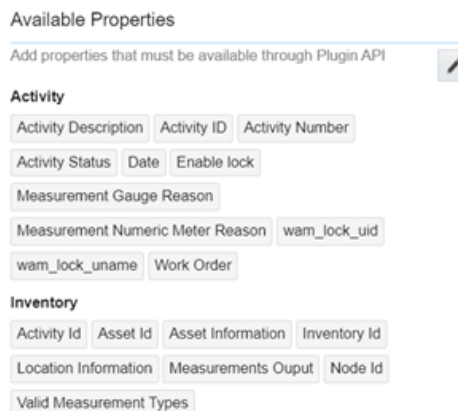 Available Properties
Add properties that must be available through Plugin API
Activity
Activity Description Activity ID Activity Number
Activity Status Date Enable lock
Measurement Gauge Reason
Measurement Numeric Meter Reason wam_lock_uid
wam_lock_uname Work Order
Inventory
Activity Id Asset Id Asset Information Inventory Id
Location Information Measurements Ouput Node Id
Valid Measurement Types